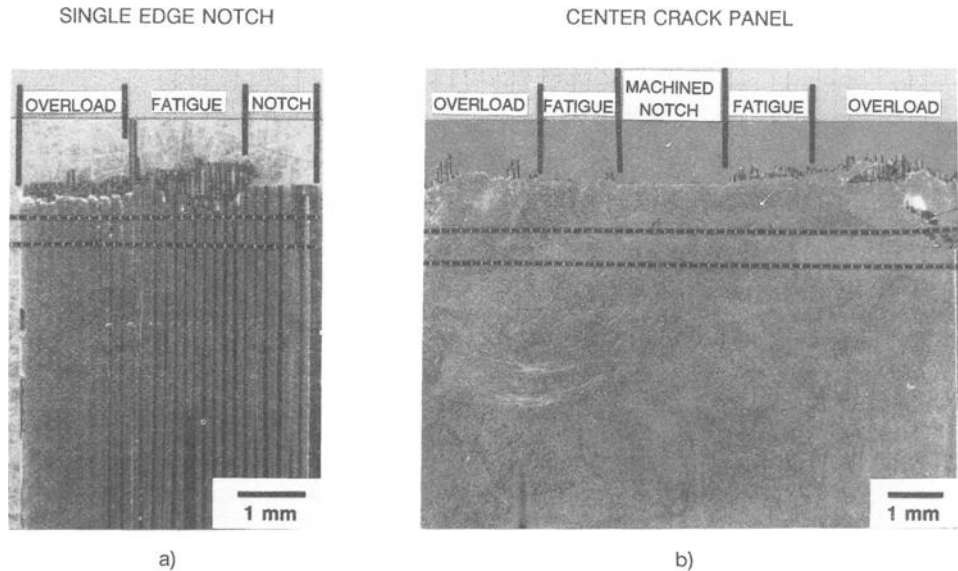 SINGLE EDGE NOTCH
CENTER CRACK PANEL
OVERLOAD
FATIGUE
NOTCH
OVERLOAD
FATIGUE
MACHINED
NOTCH
FATIGUE
OVERLOAD
1 mm
1 mm
a)
b)